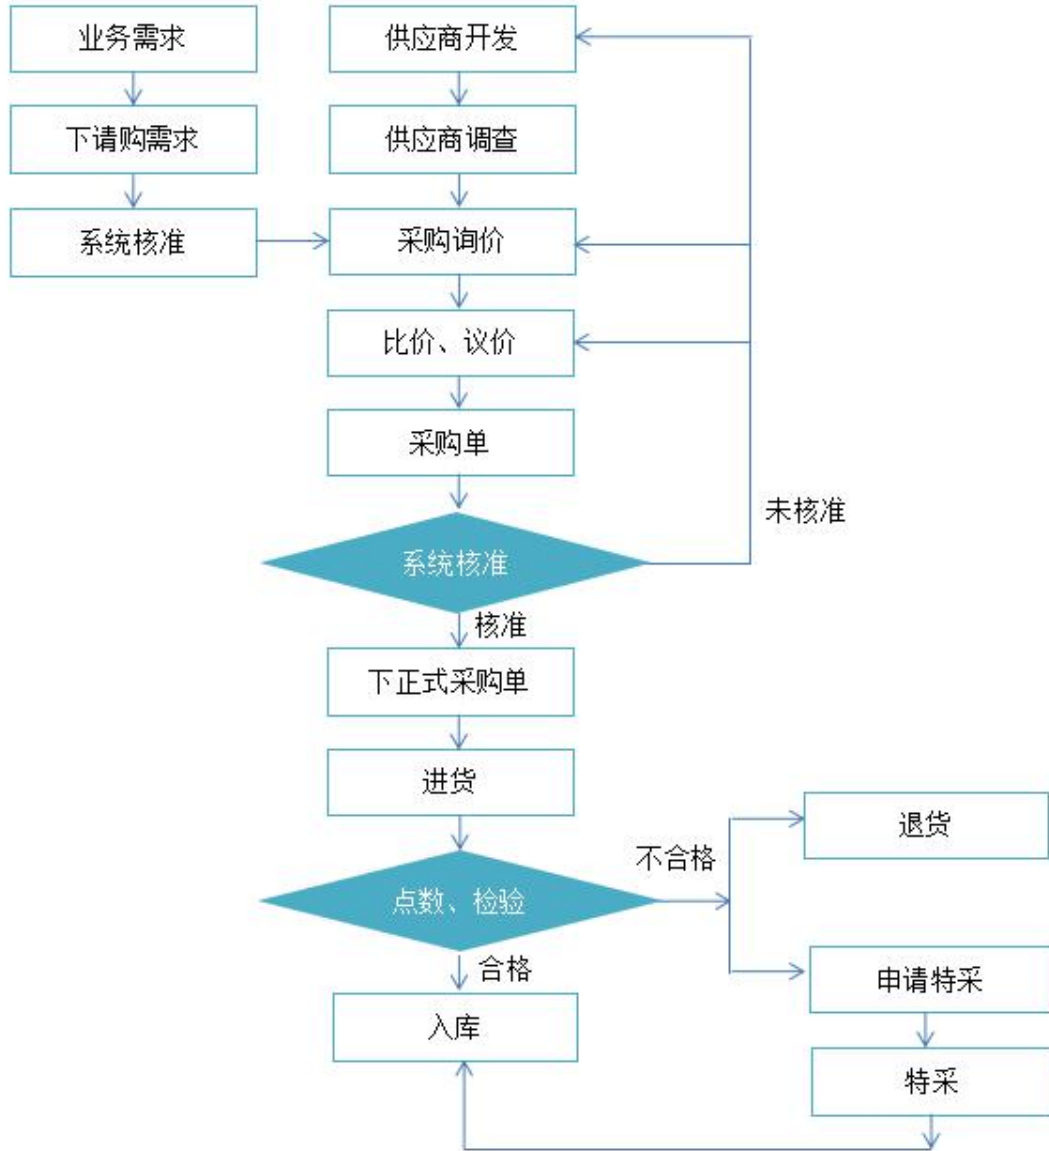 业务需求
供应商开发
下请购需求
供应商调查
系统核准
采购询价
比价、议价
采购单
未核准
系统核准
核准
下正式采购单
进货
退货
不合格
点数、检验
合格
申请特采
入库
特采